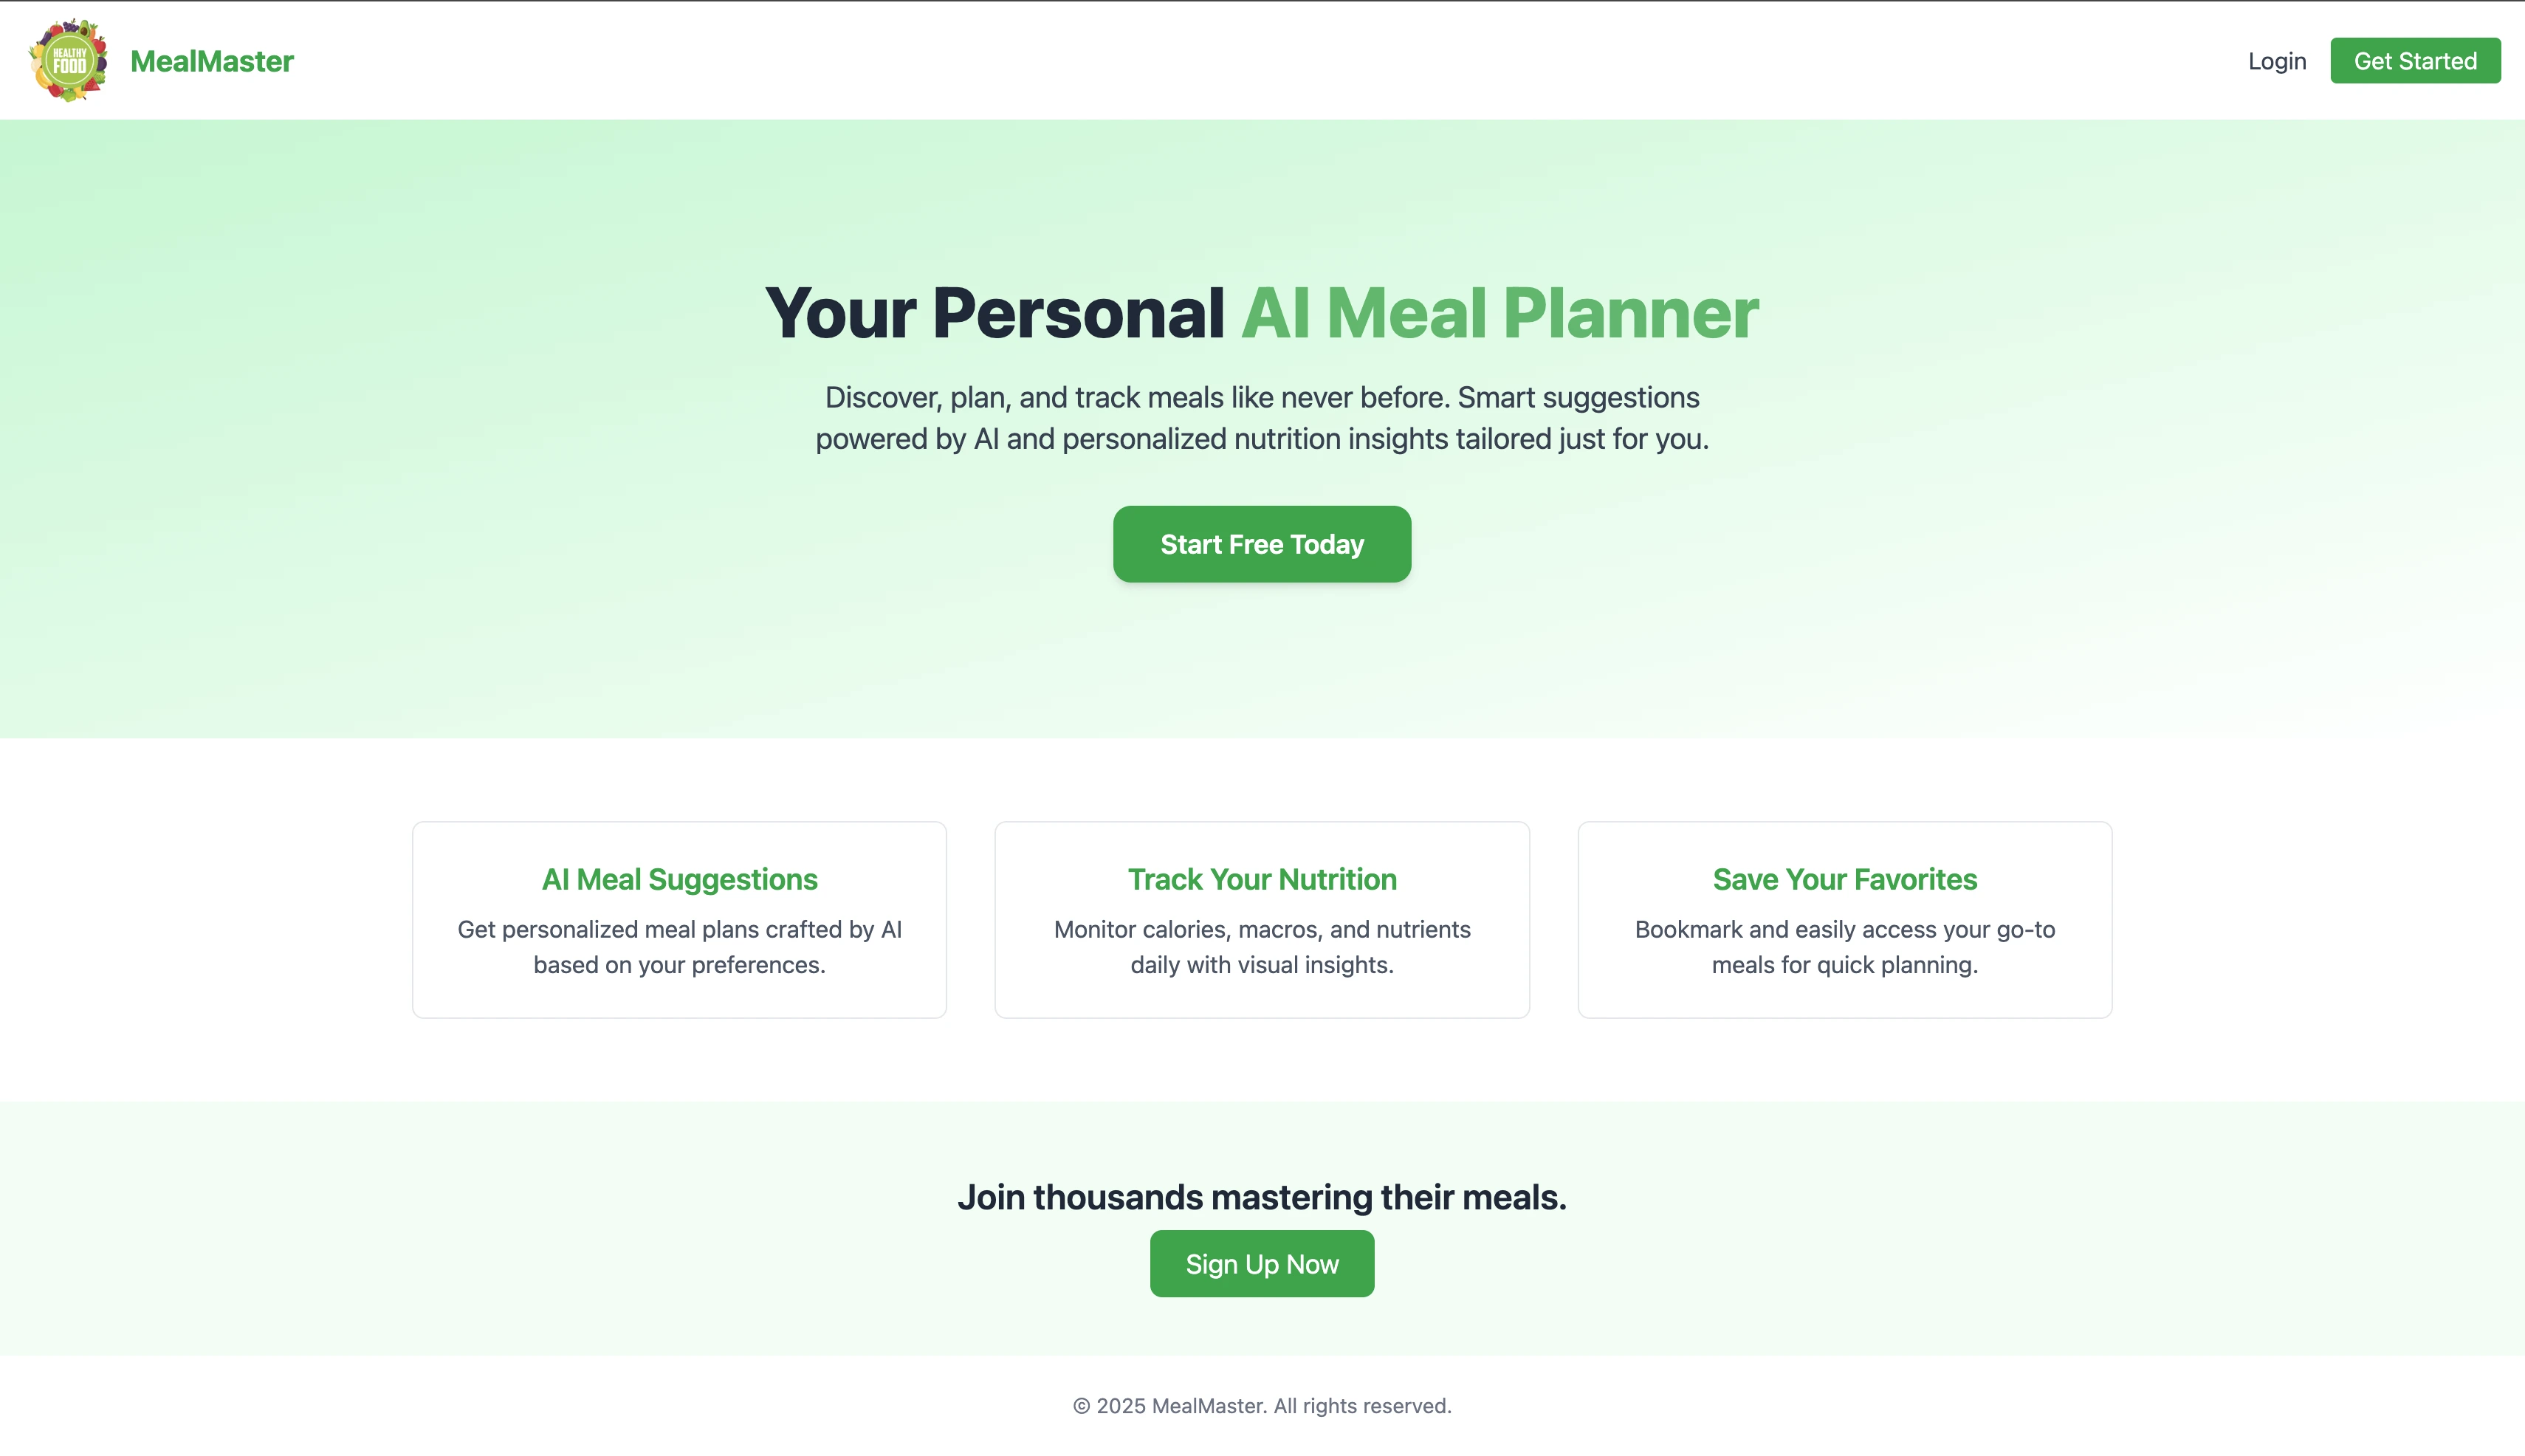 HEALTHY
FOOD
MealMaster
Login
Get Started
Your Personal AI Meal Planner
Discover, plan, and track meals like never before. Smart suggestions
powered by AI and personalized nutrition insights tailored just for you.
Start Free Today
AI Meal Suggestions
Get personalized meal plans crafted by AI
based on your preferences.
Track Your Nutrition
Monitor calories, macros, and nutrients
daily with visual insights.
Save Your Favorites
Bookmark and easily access your go-to
meals for quick planning.
Join thousands mastering their meals.
Sign Up Now
© 2025 MealMaster. All rights reserved.